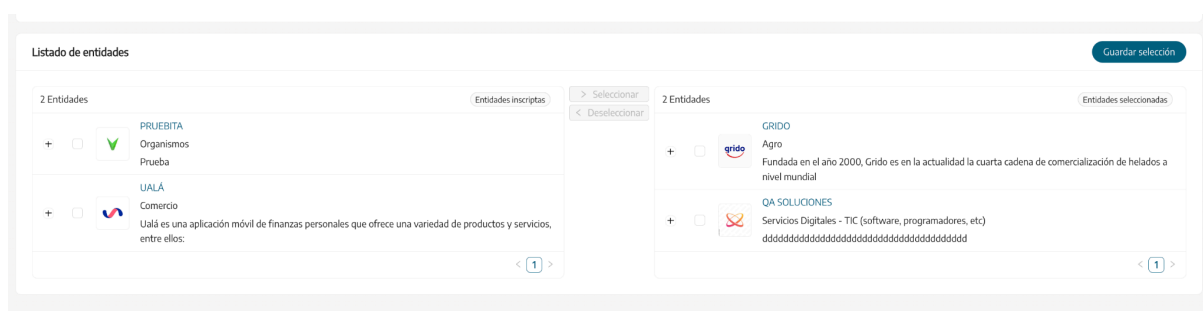 Listado de entidades
Guardar selección
2 Entidades
Entidades inscriptas
PRUEBITA
Organismos
Prueba
UALÁ
Comercio
Ualá es una aplicación móvil de finanzas personales que ofrece una variedad de productos y servicios,
entre ellos:
< 1 >
> Seleccionar
< Deseleccionar
2 Entidades
Entidades seleccionadas
grido
GRIDO
Agro
Fundada en el año 2000, Grido es en la actualidad la cuarta cadena de comercialización de helados a
nivel mundial
QA SOLUCIONES
Servicios Digitales - TIC (software, programadores, etc)
ddddddddddddddddddddddddddddddddddddddddd
< 1 >